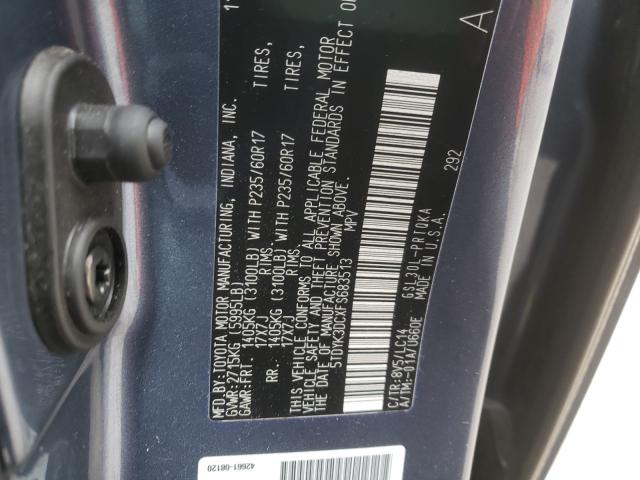 MFD.BY:TOYOTA MOTOR MANUFACTURING, INDIANA, INC.
GVWR:2715KG (5995LB)
GAWR:FRT. 1405KG (3100LB) WITH P235/60R17 TIRES,
17X7J RIMS.
RR. 1405KG (3100LB) WITH P235/60R17 TIRES,
17X7J RIMS.
THIS VEHICLE CONFORMS TO ALL APPLICABLE FEDERAL MOTOR
VEHICLE SAFETY AND THEFT PREVENTION STANDARDS IN EFFECT ON
THE DATE OF MANUFACTURE SHOWN ABOVE.
5TDYK3DCXFS683513 MPV
292
C/TR:8V5/LC14 GSL30L-PRTQKA
A/TM:-01A/U660E MADE IN U.S.A.
A
42661-08120